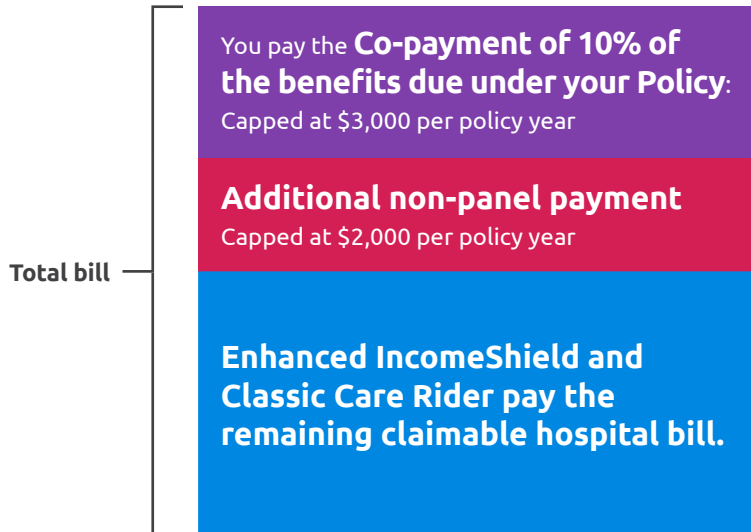 You pay the Co-payment of 10% of
the benefits due under your Policy:
Capped at $3,000 per policy year
Additional non-panel payment
Capped at $2,000 per policy year
Total bill
Enhanced IncomeShield and
Classic Care Rider pay the
remaining claimable hospital bill.